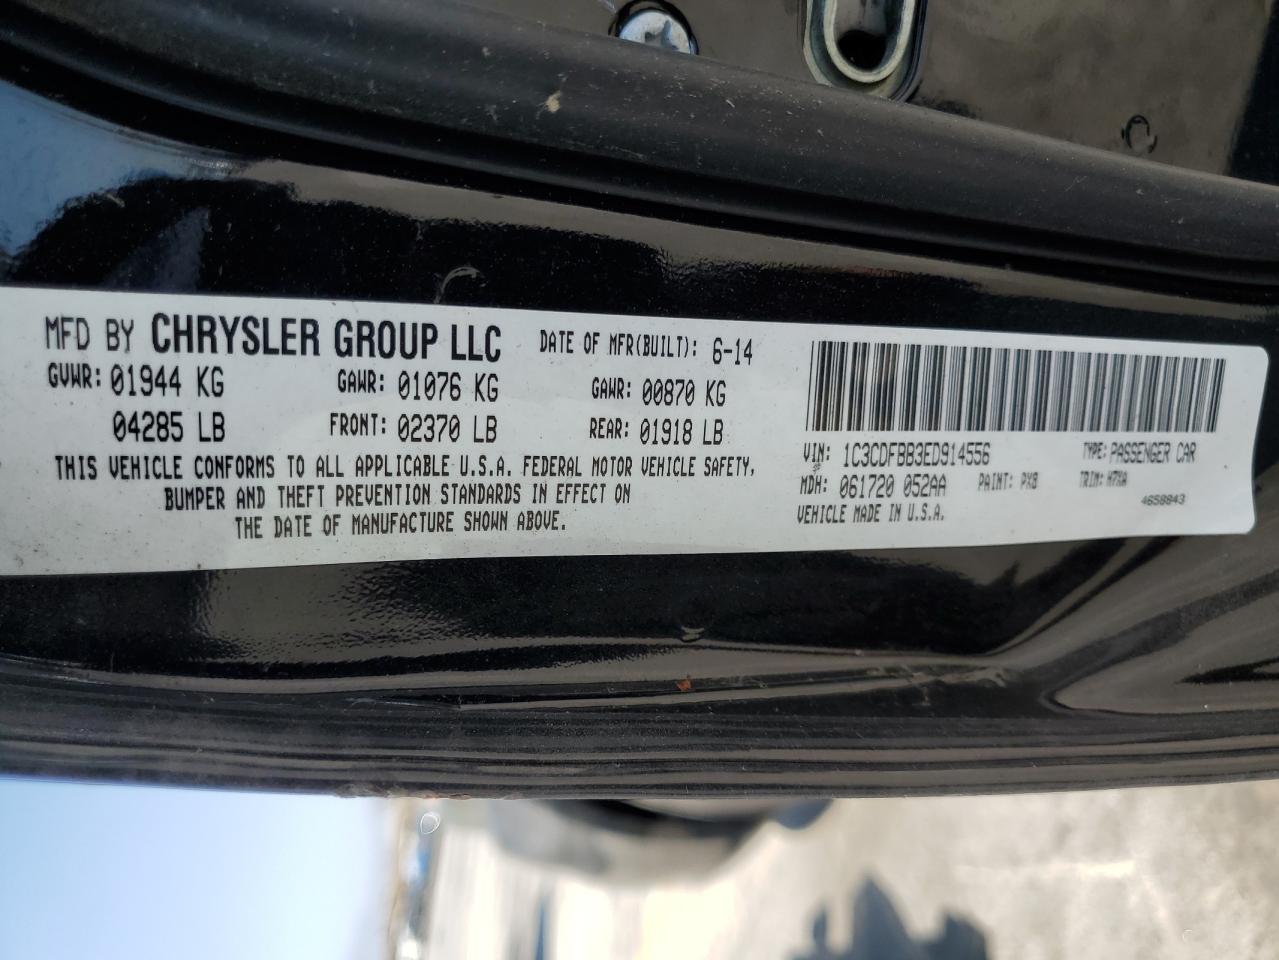 MFD BY CHRYSLER GROUP LLC DATE OF MFR(BUILT): 6-14
GVWR: 01944 KG GAWR: 01076 KG GAWR: 00870 KG
04285 LB FRONT: 02370 LB REAR: 01918 LB
THIS VEHICLE CONFORMS TO ALL APPLICABLE U.S.A. FEDERAL MOTOR VEHICLE SAFETY,
BUMPER AND THEFT PREVENTION STANDARDS IN EFFECT ON
THE DATE OF MANUFACTURE SHOWN ABOVE.
VIN: 1C3CDFBB3ED914556 TYPE: PASSENGER CAR
MDH: 061720 052AA PAINT: PX8 TRIM:
VEHICLE MADE IN U.S.A. 4658843